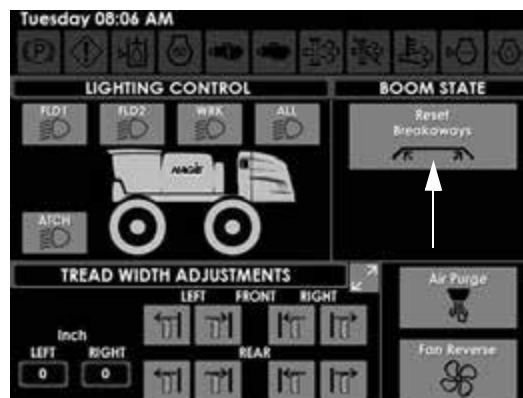 Tuesday 08:06 AM
LIGHTING CONTROL
BOOM STATE
FLD1 FLD2 WRK ALL
Reset
Breakaways
HAGIE
ATCH
TREAD WIDTH ADJUSTMENTS
Air Purge
LEFT FRONT RIGHT
Inch
LEFT RIGHT
REAR
Fan Reverse
0 0